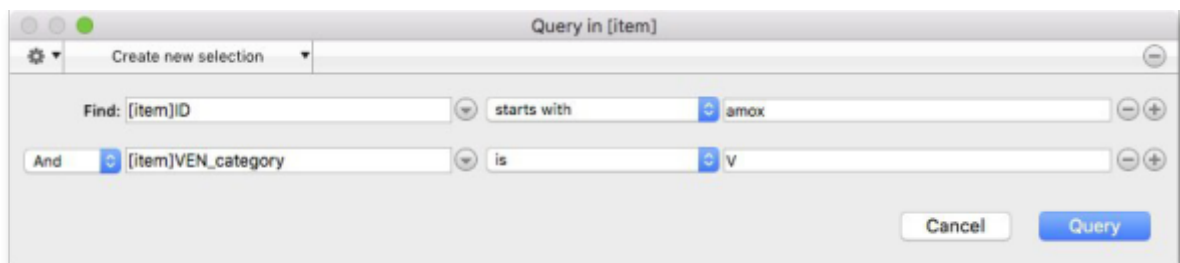 Query in [item]
Create new selection
Find: [item]ID starts with amox
And [item]VEN_category is V
Cancel Query